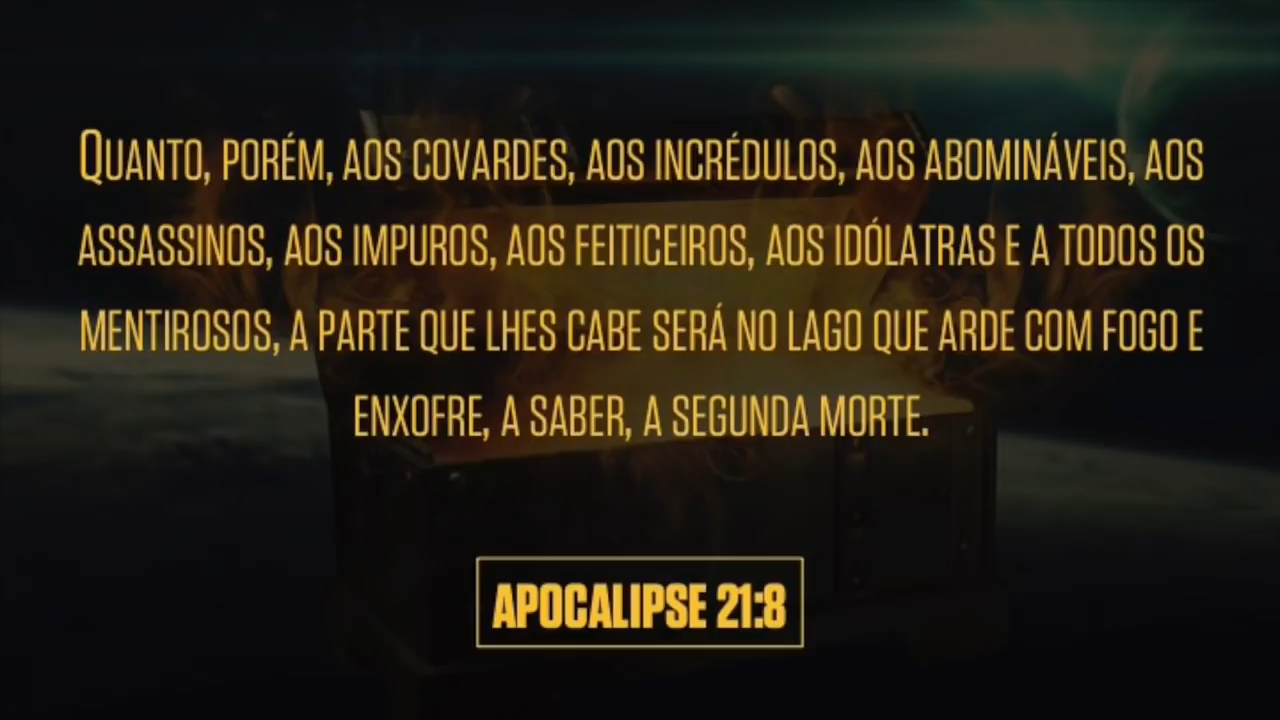 Quanto, porém, aos covardes, aos incrédulos, aos abomináveis, aos
assassinos, aos impuros, aos feiticeiros, aos idólatras e a todos os
mentirosos, a parte que lhes cabe será no lago que arde com fogo e
enxofre, a saber, a segunda morte.
APOCALIPSE 21:8